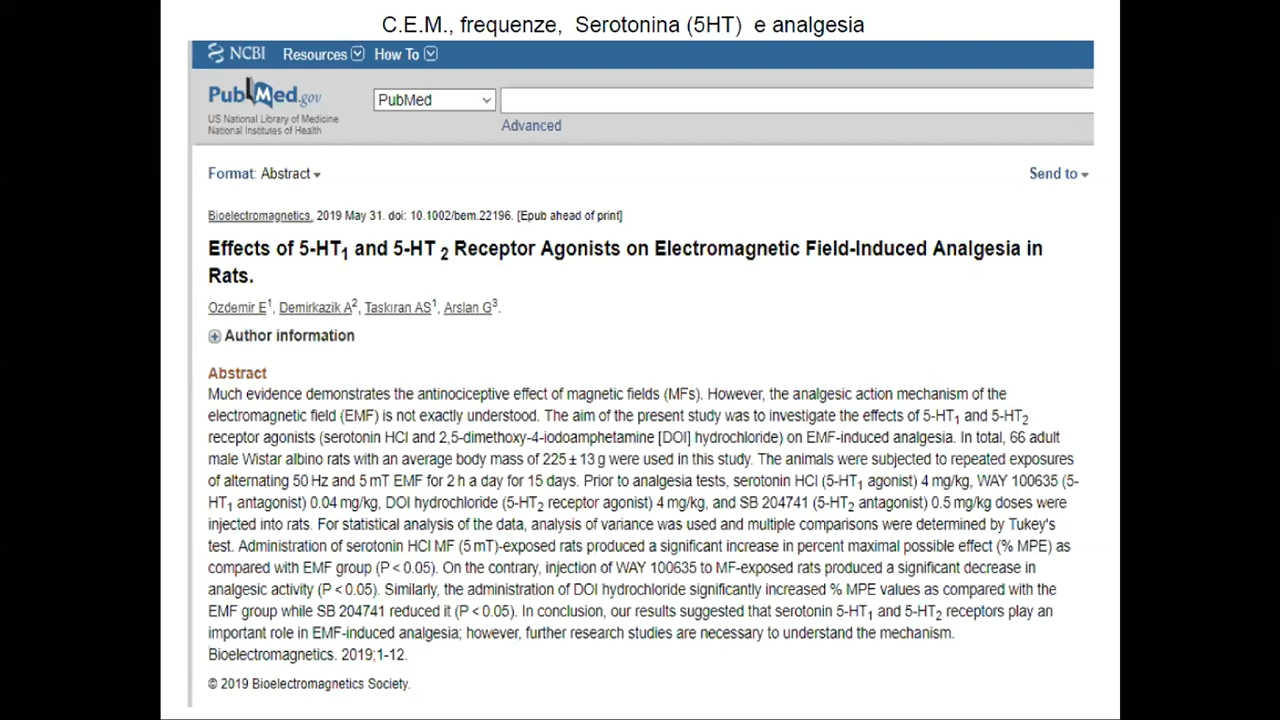 C.E.M., frequenze, Serotonina (5HT) e analgesia
NCBI Resources How To
PubMed.gov
US National Library of Medicine
National Institutes of Health
PubMed
Advanced
Format: Abstract
Send to
Bioelectromagnetics. 2019 May 31. doi: 10.1002/bem.22196. [Epub ahead of print]
Effects of 5-HT1 and 5-HT 2 Receptor Agonists on Electromagnetic Field-Induced Analgesia in
Rats.
Ozdemir E1, Demirkazik A2, Taskıran AS1, Arslan G3.
Author information
Abstract
Much evidence demonstrates the antinociceptive effect of magnetic fields (MFs). However, the analgesic action mechanism of the
electromagnetic field (EMF) is not exactly understood. The aim of the present study was to investigate the effects of 5-HT1 and 5-HT2
receptor agonists (serotonin HCl and 2,5-dimethoxy-4-iodoamphetamine [DOI] hydrochloride) on EMF-induced analgesia. In total, 66 adult
male Wistar albino rats with an average body mass of 225 ± 13 g were used in this study. The animals were subjected to repeated exposures
of alternating 50 Hz and 5 mT EMF for 2 h a day for 15 days. Prior to analgesia tests, serotonin HCl (5-HT1 agonist) 4 mg/kg, WAY 100635 (5-
HT1 antagonist) 0.04 mg/kg, DOI hydrochloride (5-HT2 receptor agonist) 4 mg/kg, and SB 204741 (5-HT2 antagonist) 0.5 mg/kg doses were
injected into rats. For statistical analysis of the data, analysis of variance was used and multiple comparisons were determined by Tukey's
test. Administration of serotonin HCl MF (5 mT)-exposed rats produced a significant increase in percent maximal possible effect (% MPE) as
compared with EMF group (P < 0.05). On the contrary, injection of WAY 100635 to MF-exposed rats produced a significant decrease in
analgesic activity (P < 0.05). Similarly, the administration of DOI hydrochloride significantly increased % MPE values as compared with the
EMF group while SB 204741 reduced it (P < 0.05). In conclusion, our results suggested that serotonin 5-HT1 and 5-HT2 receptors play an
important role in EMF-induced analgesia; however, further research studies are necessary to understand the mechanism.
Bioelectromagnetics. 2019;1-12.
© 2019 Bioelectromagnetics Society.